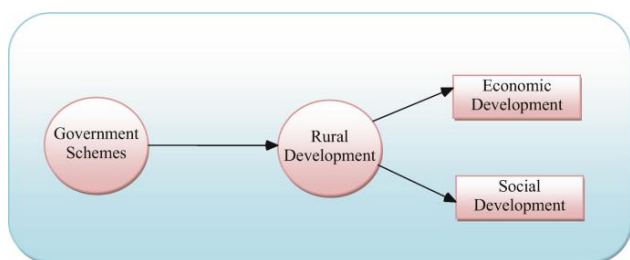 Government
Schemes
Rural
Development
Economic
Development
Social
Development